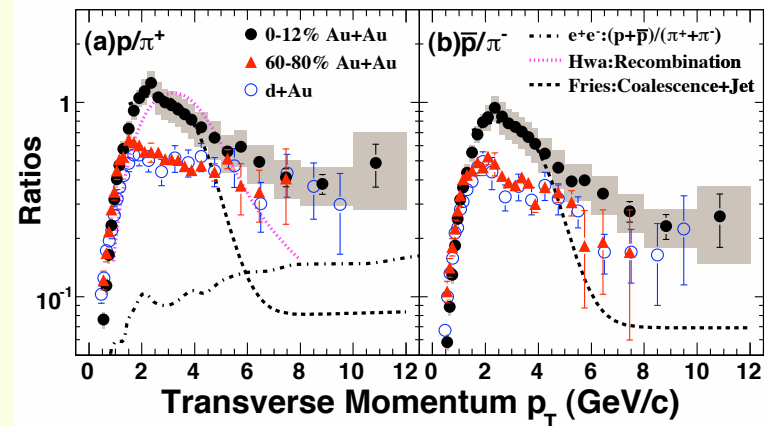 (a)p/π⁺
0-12% Au+Au
60-80% Au+Au
d+Au
(b)p̅/π⁻
e⁺e⁻:(p+p̅)/(π⁺+π⁻)
Hwa:Recombination
Fries:Coalescence+Jet
Ratios
1
10⁻¹
0 2 4 6 8 10 12
0 2 4 6 8 10 12
Transverse Momentum p_T (GeV/c)